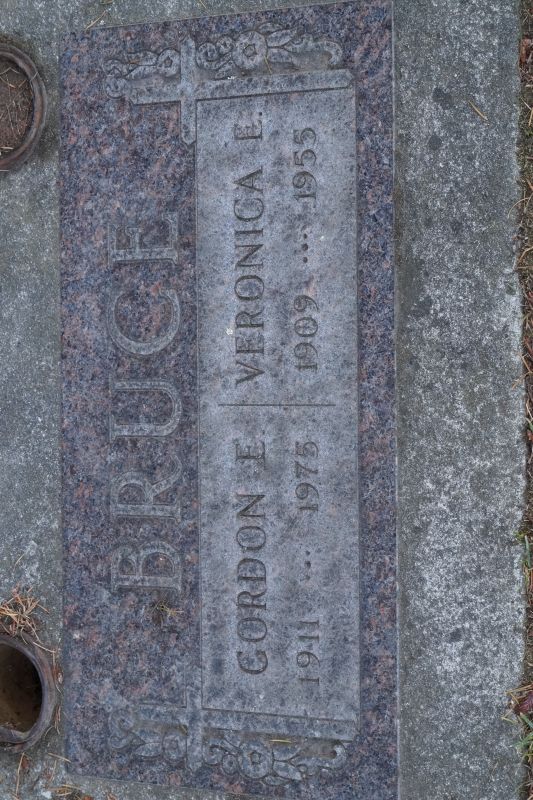 BRUCE
GORDON E.
1911 ... 1975
VERONICA E.
1909 ... 1955